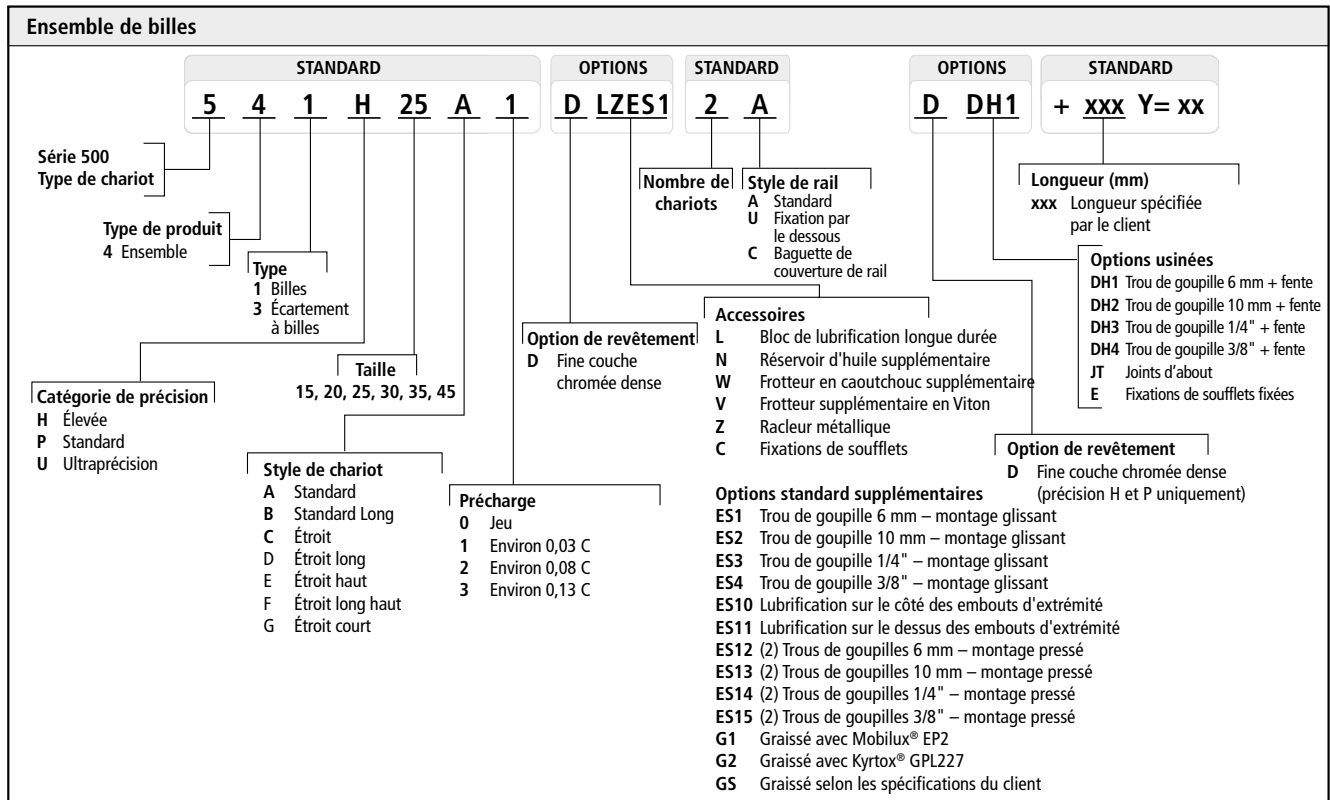 Ensemble de billes
STANDARD OPTIONS STANDARD OPTIONS STANDARD
5 4 1 H 25 A 1 D LZES1 2 A D DH1 + xxx Y= xx
Série 500
Type de chariot
Type de produit
4 Ensemble
Type
1 Billes
3 Écartement
à billes
Catégorie de précision
H Élevée
P Standard
U Ultraprécision
Taille
15, 20, 25, 30, 35, 45
Style de chariot
A Standard
B Standard Long
C Étroit
D Étroit long
E Étroit haut
F Étroit long haut
G Étroit court
Précharge
0 Jeu
1 Environ 0,03 C
2 Environ 0,08 C
3 Environ 0,13 C
Option de revêtement
D Fine couche
chromée dense
Nombre de
chariots
Style de rail
A Standard
U Fixation par
le dessous
C Baguette de
couverture de rail
Accessoires
L Bloc de lubrification longue durée
N Réservoir d'huile supplémentaire
W Frotteur en caoutchouc supplémentaire
V Frotteur supplémentaire en Viton
Z Racleur métallique
C Fixations de soufflets
Options standard supplémentaires
ES1 Trou de goupille 6 mm – montage glissant
ES2 Trou de goupille 10 mm – montage glissant
ES3 Trou de goupille 1/4" – montage glissant
ES4 Trou de goupille 3/8" – montage glissant
ES10 Lubrification sur le côté des embouts d'extrémité
ES11 Lubrification sur le dessus des embouts d'extrémité
ES12 (2) Trous de goupilles 6 mm – montage pressé
ES13 (2) Trous de goupilles 10 mm – montage pressé
ES14 (2) Trous de goupilles 1/4" – montage pressé
ES15 (2) Trous de goupilles 3/8" – montage pressé
G1 Graissé avec Mobilux® EP2
G2 Graissé avec Kyrtox® GPL227
GS Graissé selon les spécifications du client
Longueur (mm)
xxx Longueur spécifiée
par le client
Options usinées
DH1 Trou de goupille 6 mm + fente
DH2 Trou de goupille 10 mm + fente
DH3 Trou de goupille 1/4" + fente
DH4 Trou de goupille 3/8" + fente
JT Joints d'about
E Fixations de soufflets fixées
Option de revêtement
D Fine couche chromée dense
(précision H et P uniquement)